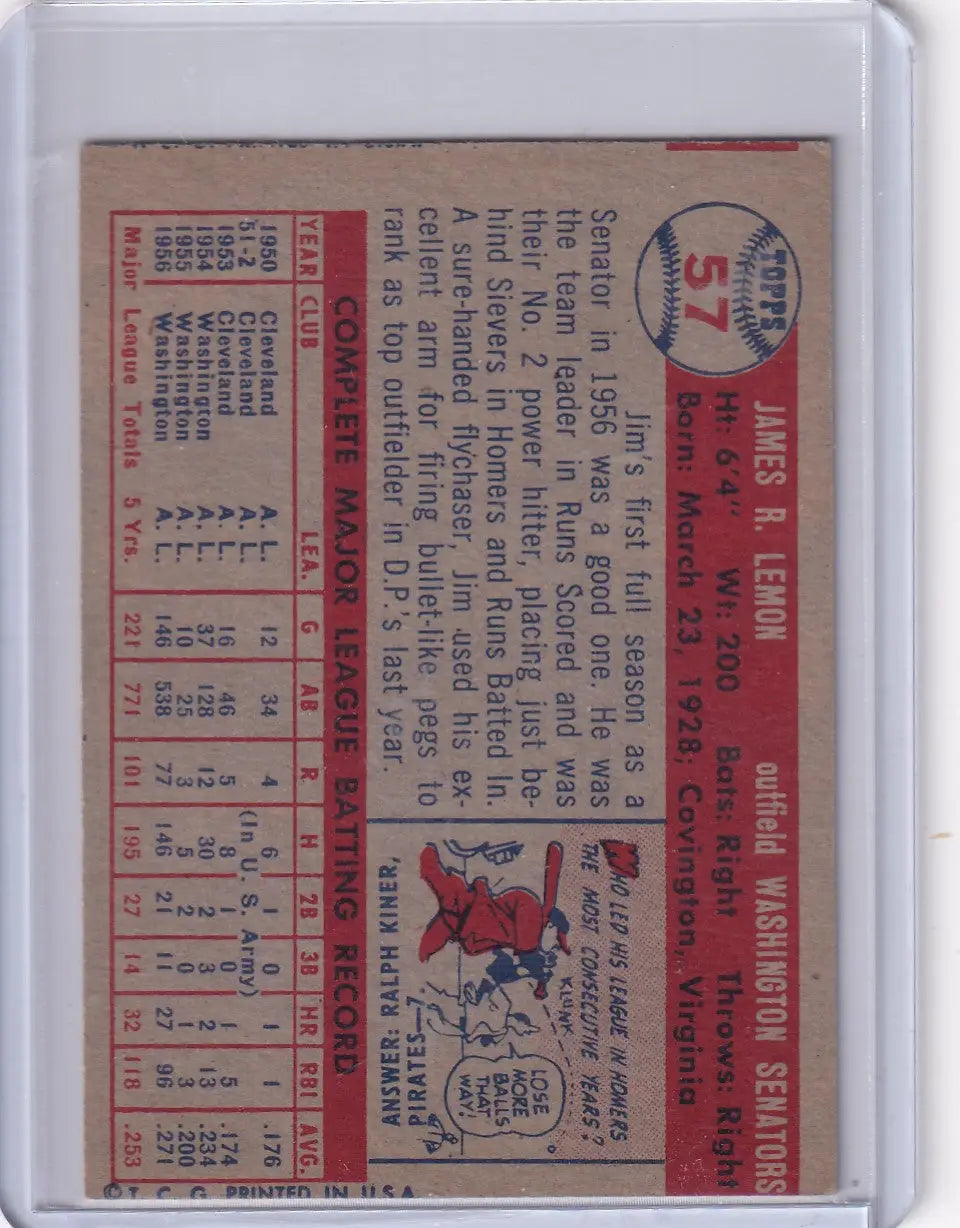 TOPPS
57
JAMES R. LEMON outfield WASHINGTON SENATORS
Ht: 6'4" Wt: 200 Bats: Right Throws: Right
Born: March 23, 1928; Covington, Virginia
Jim's first full season as a
Senator in 1956 was a good one. He was
the team leader in Runs Scored and was
their No. 2 power hitter, placing just be-
hind Sievers in Homers and Runs Batted In.
A sure-handed flychaser, Jim used his ex-
cellent arm for firing bullet-like pegs to
rank as top outfielder in D.P.'s last year.
WHO LED HIS LEAGUE IN HOMERS
THE MOST CONSECUTIVE YEARS?
KLUNK
LOSE
MORE
BALLS
THAT
WAY!
ANSWER: RALPH KINER,
PIRATES—7
COMPLETE MAJOR LEAGUE BATTING RECORD
YEAR CLUB LEA. G AB R H 2B 3B HR RBI AVG.
1950 Cleveland A. L. 12 34 4 6 1 0 1 1 .176
51-2 Cleveland A. L. (In U. S. Army)
1953 Cleveland A. L. 16 46 5 8 1 0 1 5 .174
1954 Washington A. L. 37 128 12 30 2 3 2 13 .234
1955 Washington A. L. 10 25 3 5 2 0 1 3 .200
1956 Washington A. L. 146 538 77 146 21 11 27 96 .271
Major League Totals 5 Yrs. 221 771 101 195 27 14 32 118 .253
© T. C. G. PRINTED IN U.S.A.